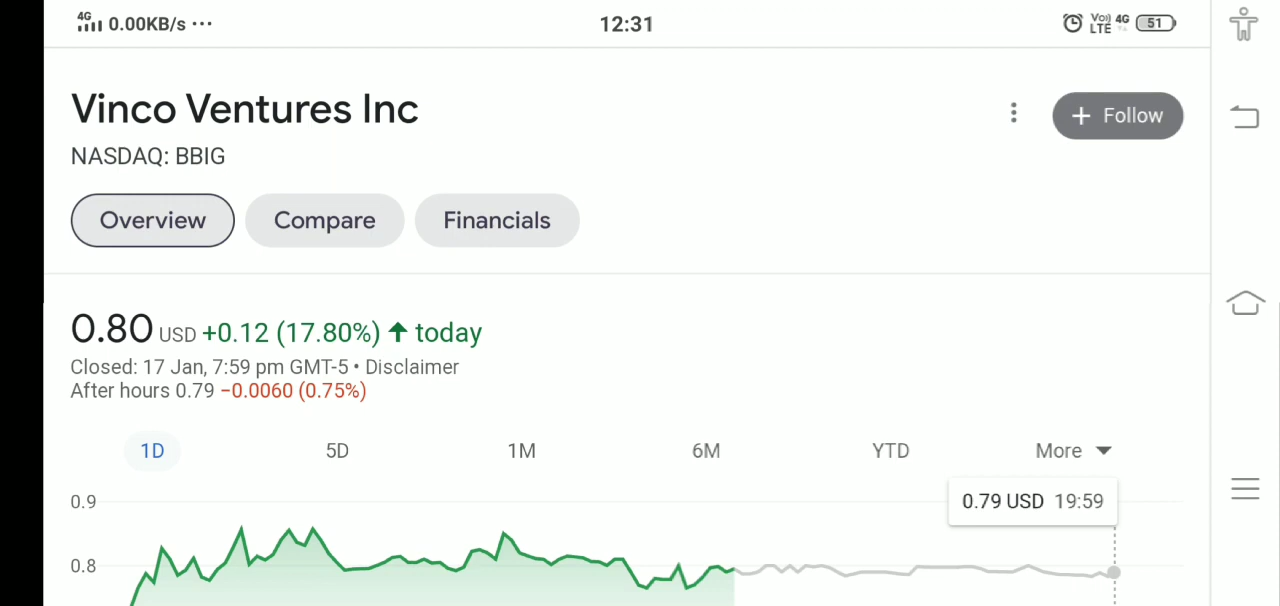 4G 0.00KB/s ··· 12:31 Vo)) LTE 4G 51
Vinco Ventures Inc
+ Follow
NASDAQ: BBIG
Overview Compare Financials
0.80 USD +0.12 (17.80%) ↑ today
Closed: 17 Jan, 7:59 pm GMT-5 • Disclaimer
After hours 0.79 −0.0060 (0.75%)
1D 5D 1M 6M YTD More
0.9
0.79 USD 19:59
0.8